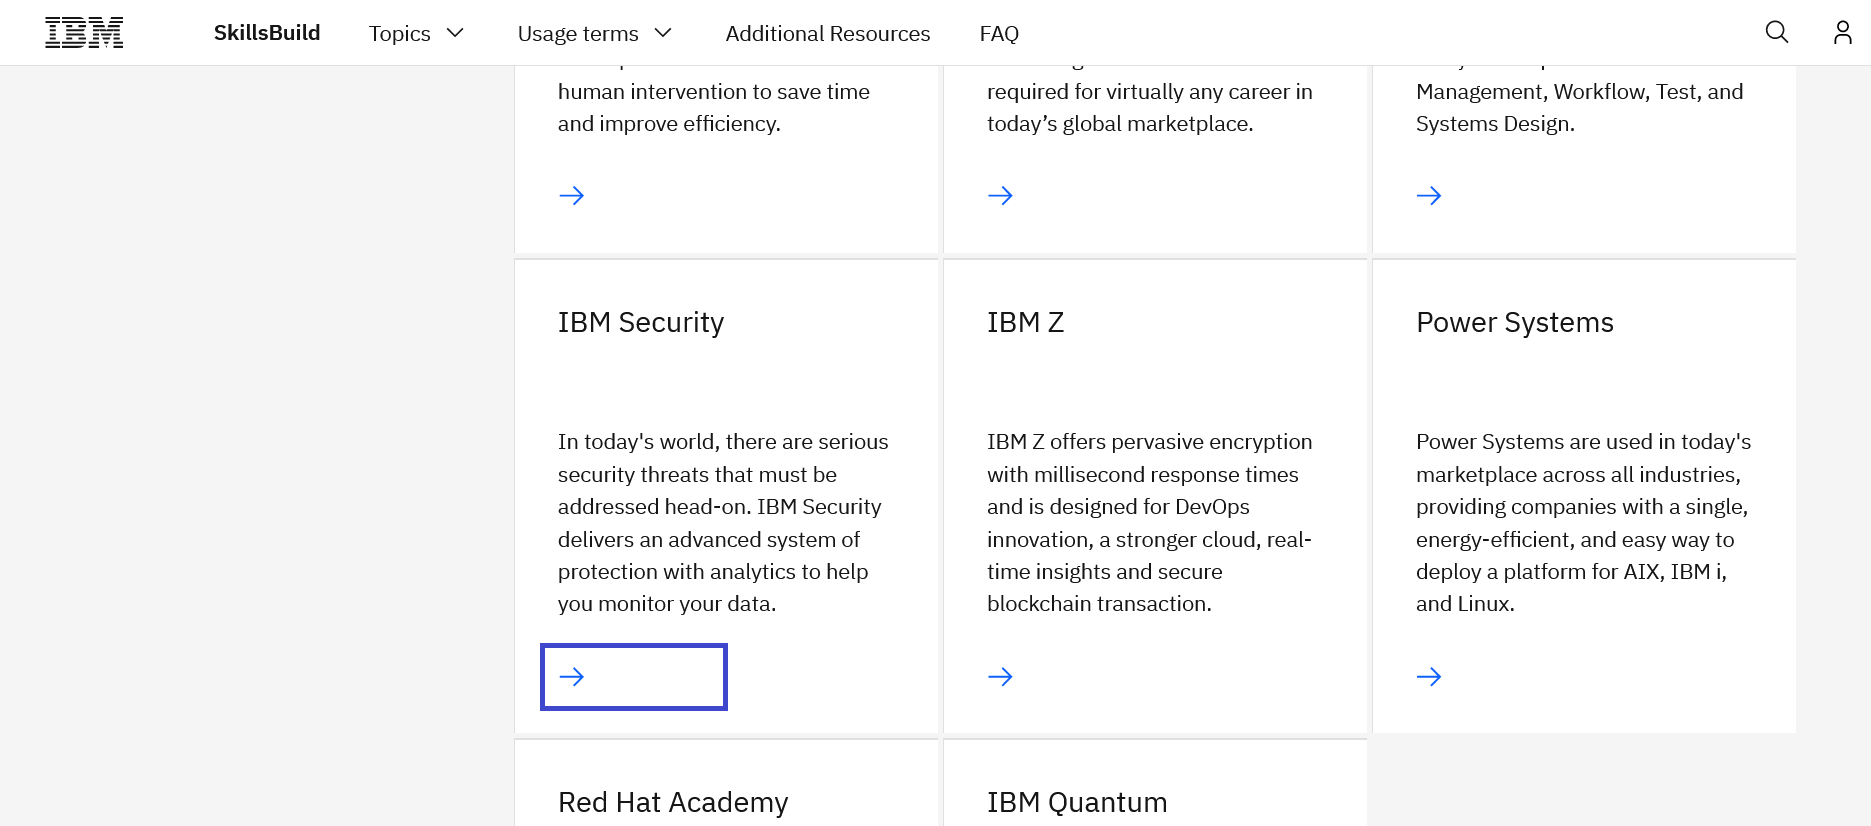 IBM
SkillsBuild
Topics
Usage terms
Additional Resources
FAQ
human intervention to save time
and improve efficiency.
required for virtually any career in
today’s global marketplace.
Management, Workflow, Test, and
Systems Design.
IBM Security
In today's world, there are serious
security threats that must be
addressed head-on. IBM Security
delivers an advanced system of
protection with analytics to help
you monitor your data.
IBM Z
IBM Z offers pervasive encryption
with millisecond response times
and is designed for DevOps
innovation, a stronger cloud, real-
time insights and secure
blockchain transaction.
Power Systems
Power Systems are used in today's
marketplace across all industries,
providing companies with a single,
energy-efficient, and easy way to
deploy a platform for AIX, IBM i,
and Linux.
Red Hat Academy
IBM Quantum